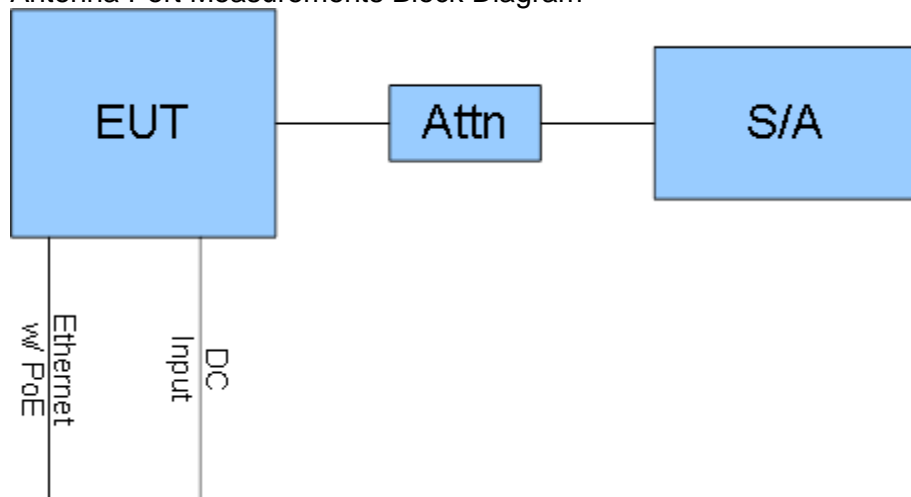 Antenna Port Measurements Block Diagram
EUT
Attn
S/A
Ethernet
w/ PoE
DC
Input